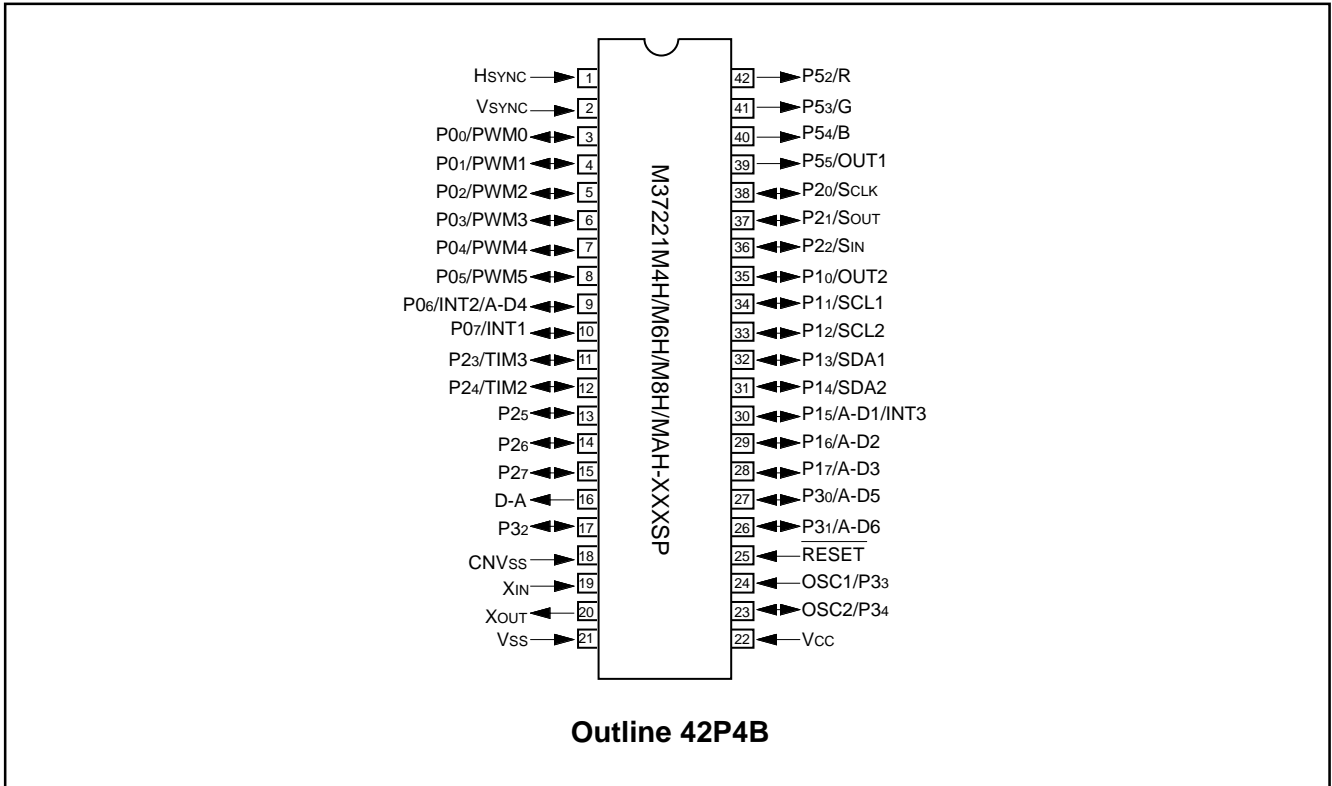 HSYNC 1
VSYNC 2
P00/PWM0 3
P01/PWM1 4
P02/PWM2 5
P03/PWM3 6
P04/PWM4 7
P05/PWM5 8
P06/INT2/A-D4 9
P07/INT1 10
P23/TIM3 11
P24/TIM2 12
P25 13
P26 14
P27 15
D-A 16
P32 17
CNVSS 18
XIN 19
XOUT 20
VSS 21
M37221M4H/M6H/M8H/MAH-XXXSP
42 P52/R
41 P53/G
40 P54/B
39 P55/OUT1
38 P20/SCLK
37 P21/SOUT
36 P22/SIN
35 P10/OUT2
34 P11/SCL1
33 P12/SCL2
32 P13/SDA1
31 P14/SDA2
30 P15/A-D1/INT3
29 P16/A-D2
28 P17/A-D3
27 P30/A-D5
26 P31/A-D6
25 RESET
24 OSC1/P33
23 OSC2/P34
22 VCC
Outline 42P4B